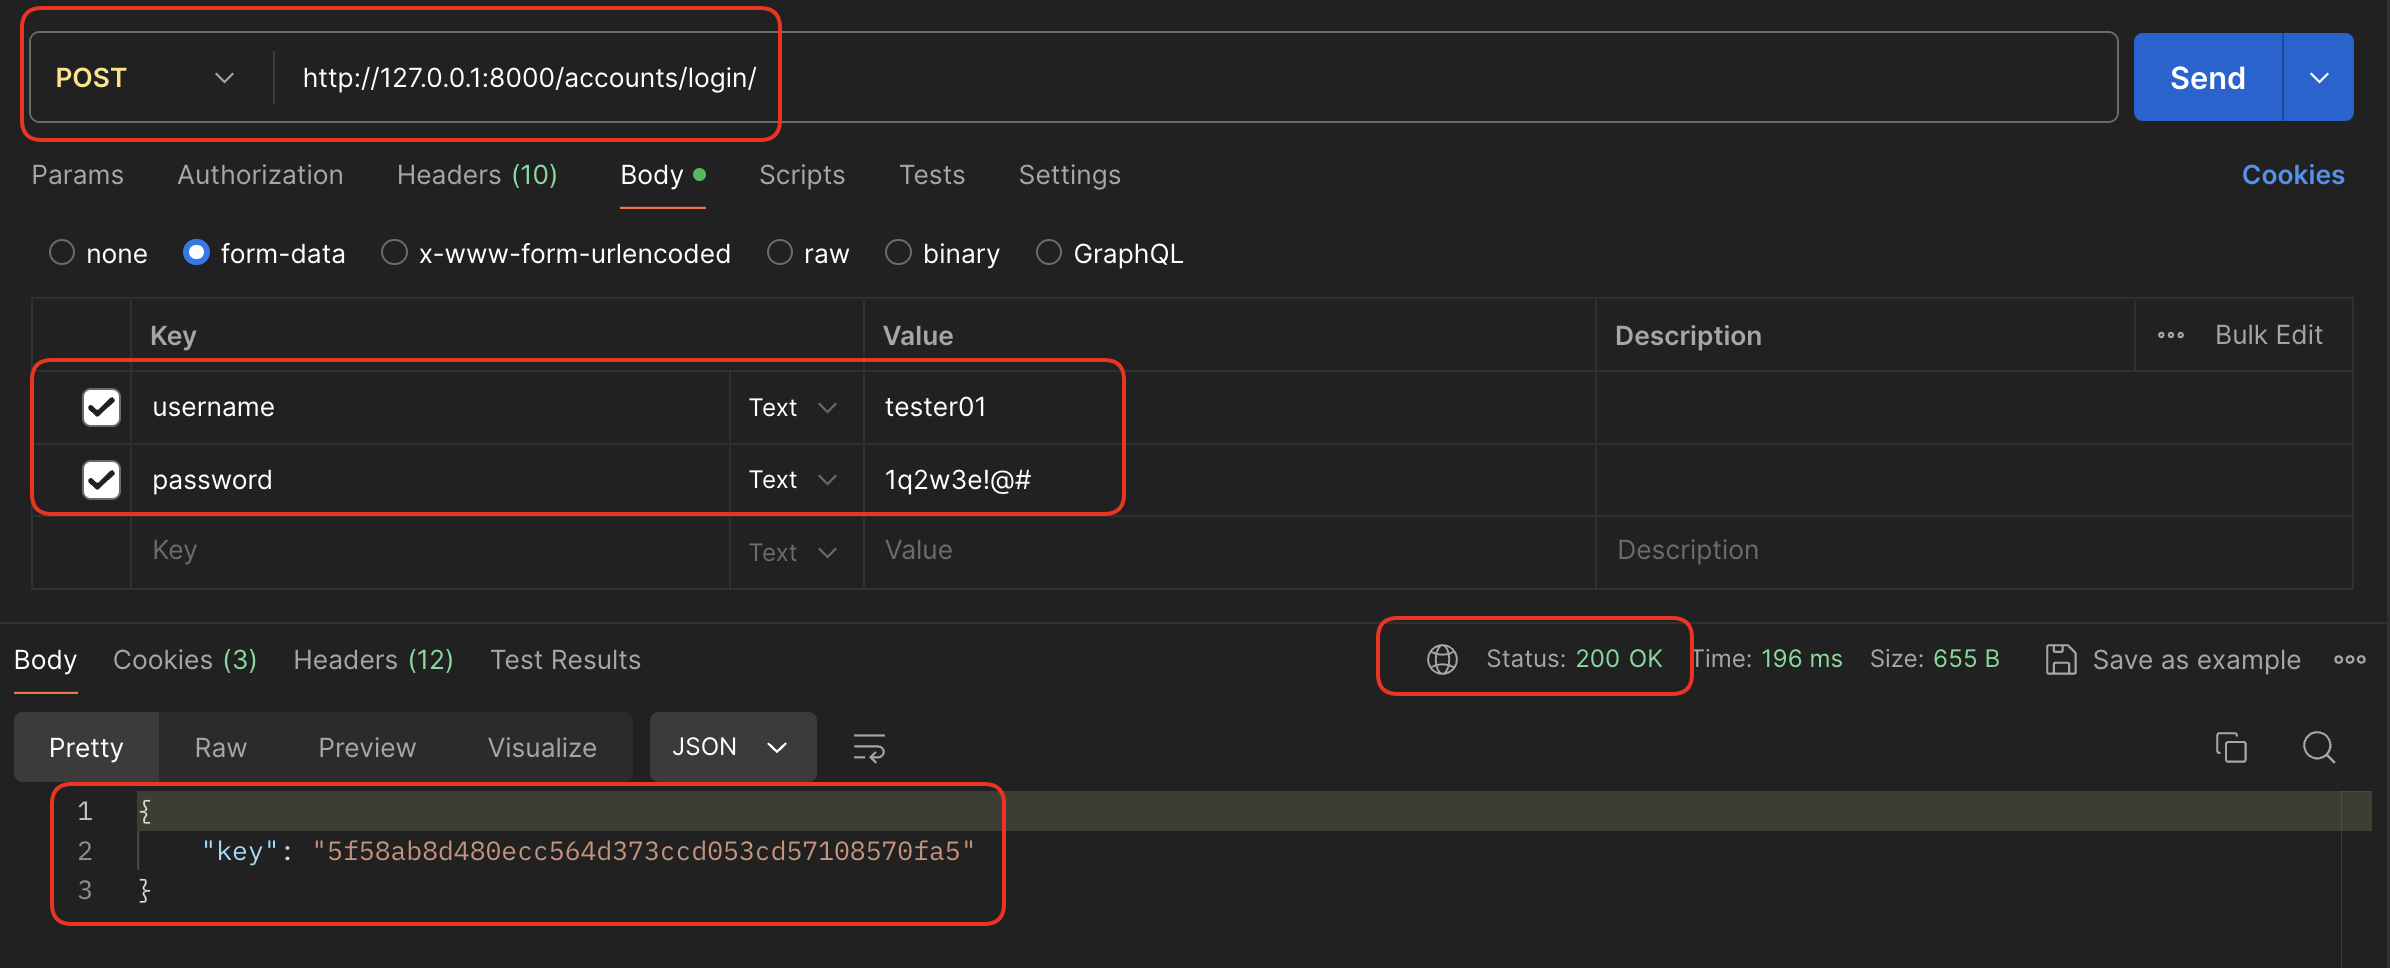 POST http://127.0.0.1:8000/accounts/login/ Send
Params Authorization Headers (10) Body Scripts Tests Settings Cookies
none form-data x-www-form-urlencoded raw binary GraphQL
Key Value Description Bulk Edit
username Text tester01
password Text 1q2w3e!@#
Key Text Value Description
Body Cookies (3) Headers (12) Test Results Status: 200 OK Time: 196 ms Size: 655 B Save as example
Pretty Raw Preview Visualize JSON
1 {
2 "key": "5f58ab8d480ecc564d373ccd053cd57108570fa5"
3 }